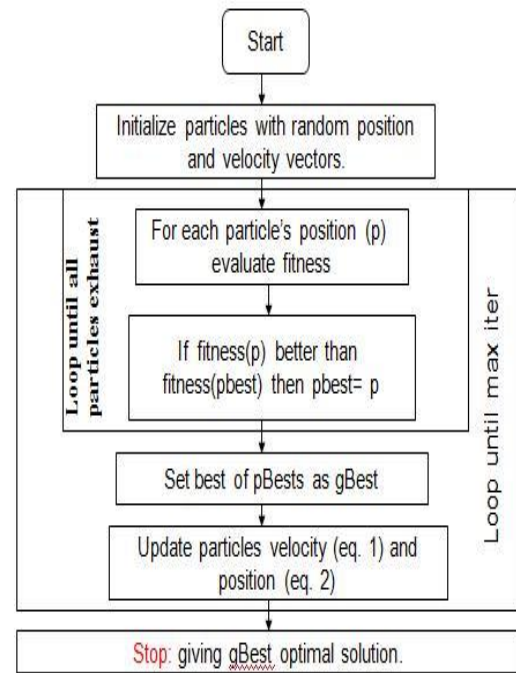 Start
Initialize particles with random position
and velocity vectors.
For each particle's position (p)
evaluate fitness
If fitness(p) better than
fitness(pbest) then pbest= p
Loop until all
particles exhaust
Set best of pBests as gBest
Update particles velocity (eq. 1) and
position (eq. 2)
Loop until max iter
Stop: giving gBest optimal solution.